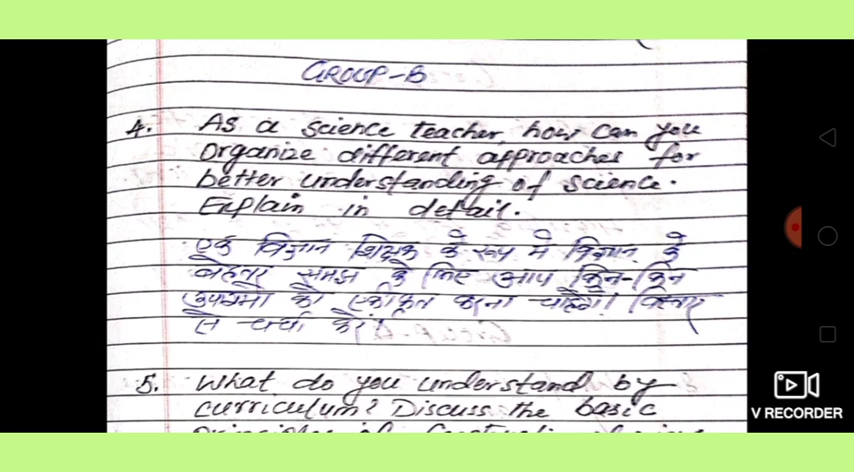 GROUP-B
4. As a science teacher, how can you
organize different approaches for
better understanding of science.
Explain in detail.
एक विज्ञान शिक्षक के रूप मे विज्ञान के
बेहतर समझ के लिए आप किन-किन
उपागमो को एकीकृत करना चाहेंगे। विस्तार
से चर्चा करें।
5. What do you understand by
curriculum? Discuss the basic
V RECORDER